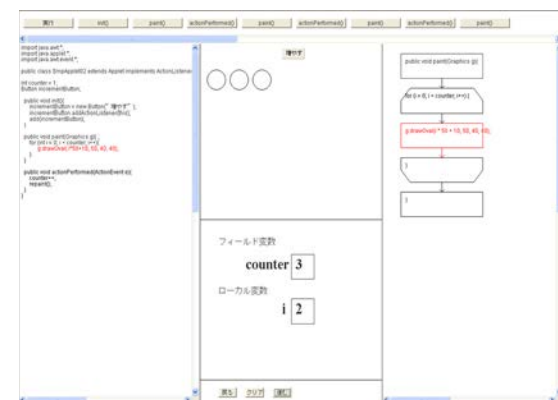 実行 init() paint() actionPerformed() paint() actionPerformed() paint() actionPerformed() paint()
import java.awt.*;
import java.applet.*;
import java.awt.event.*;
public class SmpApplet02 extends Applet implements ActionListener
int counter = 1;
Button incrementButton;
public void init(){
incrementButton = new Button("増やす");
incrementButton.addActionListener(this);
add(incrementButton);
}
public void paint(Graphics g){
for (int i = 0; i < counter; i++){
g.drawOval(i*50+10, 50, 40, 40);
}
}
public void actionPerformed(ActionEvent e){
counter++;
repaint();
}
}
増やす
フィールド変数
counter 3
ローカル変数
i 2
戻る クリア 進む
public void paint(Graphics g){
for (i = 0; i < counter; i++){
g.drawOval(i * 50 + 10, 50, 40, 40);
}
}